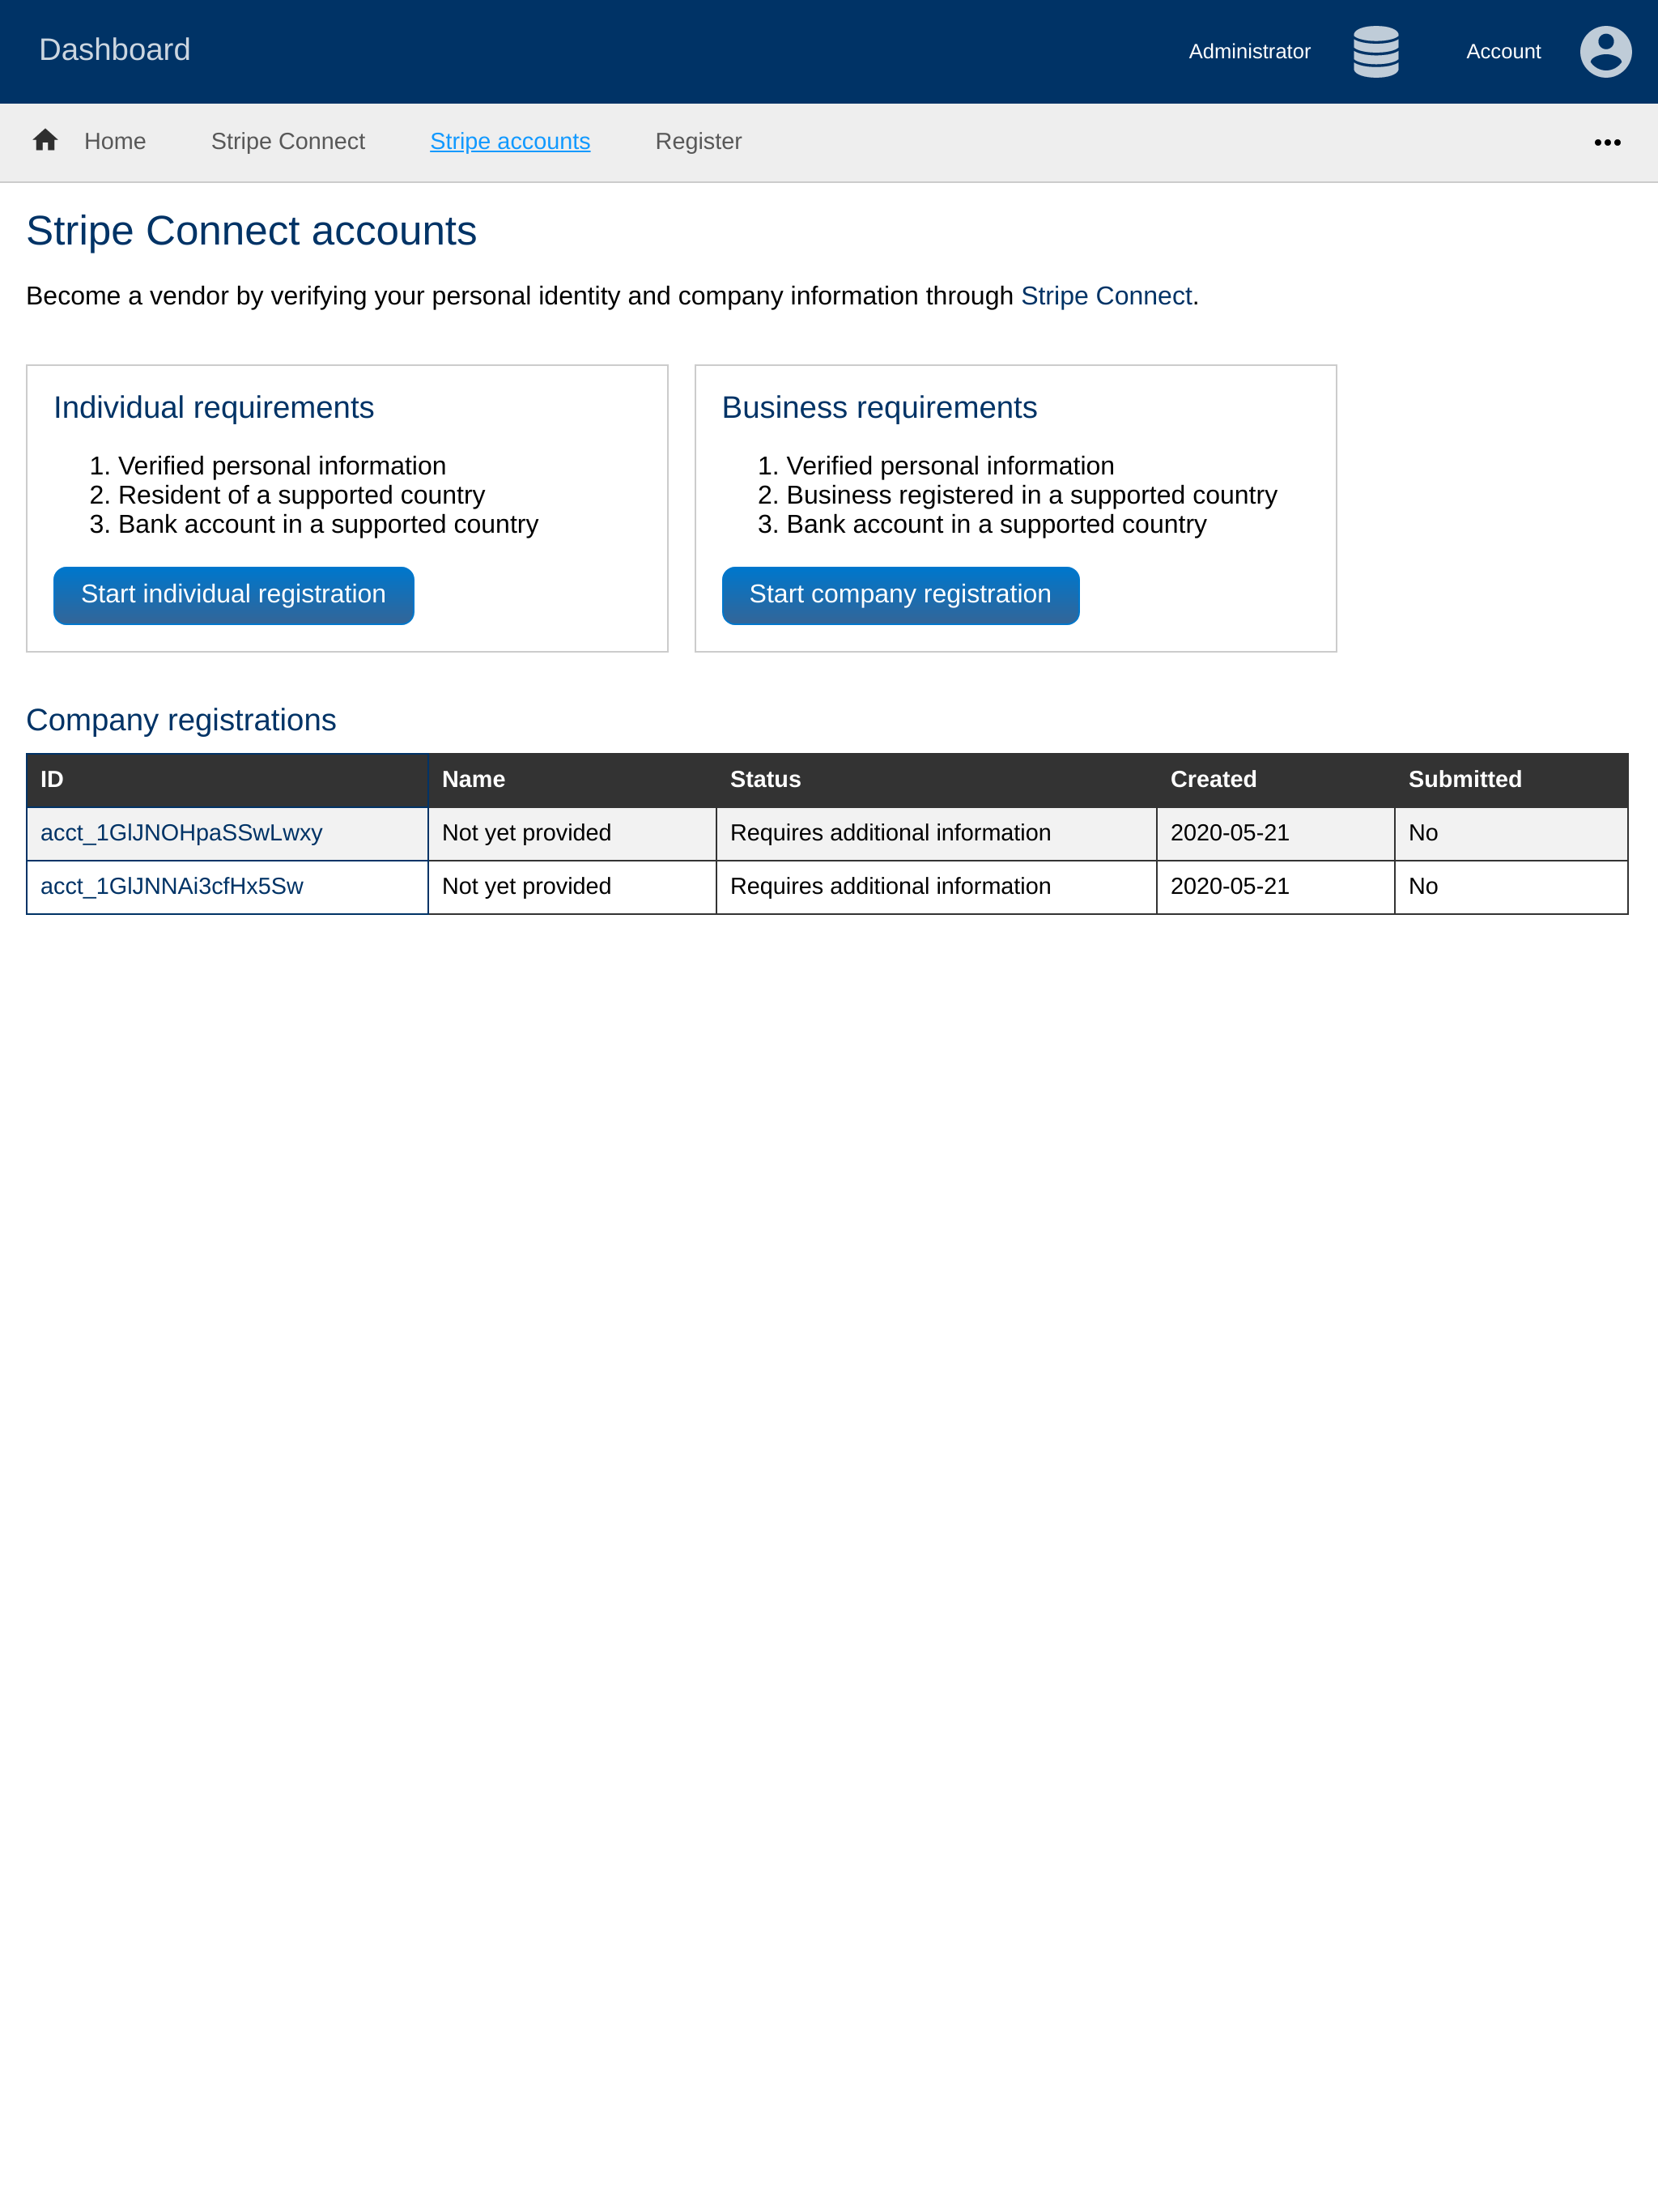 Dashboard
Administrator
Account
Home
Stripe Connect
Stripe accounts
Register
Stripe Connect accounts
Become a vendor by verifying your personal identity and company information through Stripe Connect.
Individual requirements
1. Verified personal information
2. Resident of a supported country
3. Bank account in a supported country
Start individual registration
Business requirements
1. Verified personal information
2. Business registered in a supported country
3. Bank account in a supported country
Start company registration
Company registrations
ID Name Status Created Submitted
acct_1GlJNOHpaSSwLwxy Not yet provided Requires additional information 2020-05-21 No
acct_1GlJNNAi3cfHx5Sw Not yet provided Requires additional information 2020-05-21 No